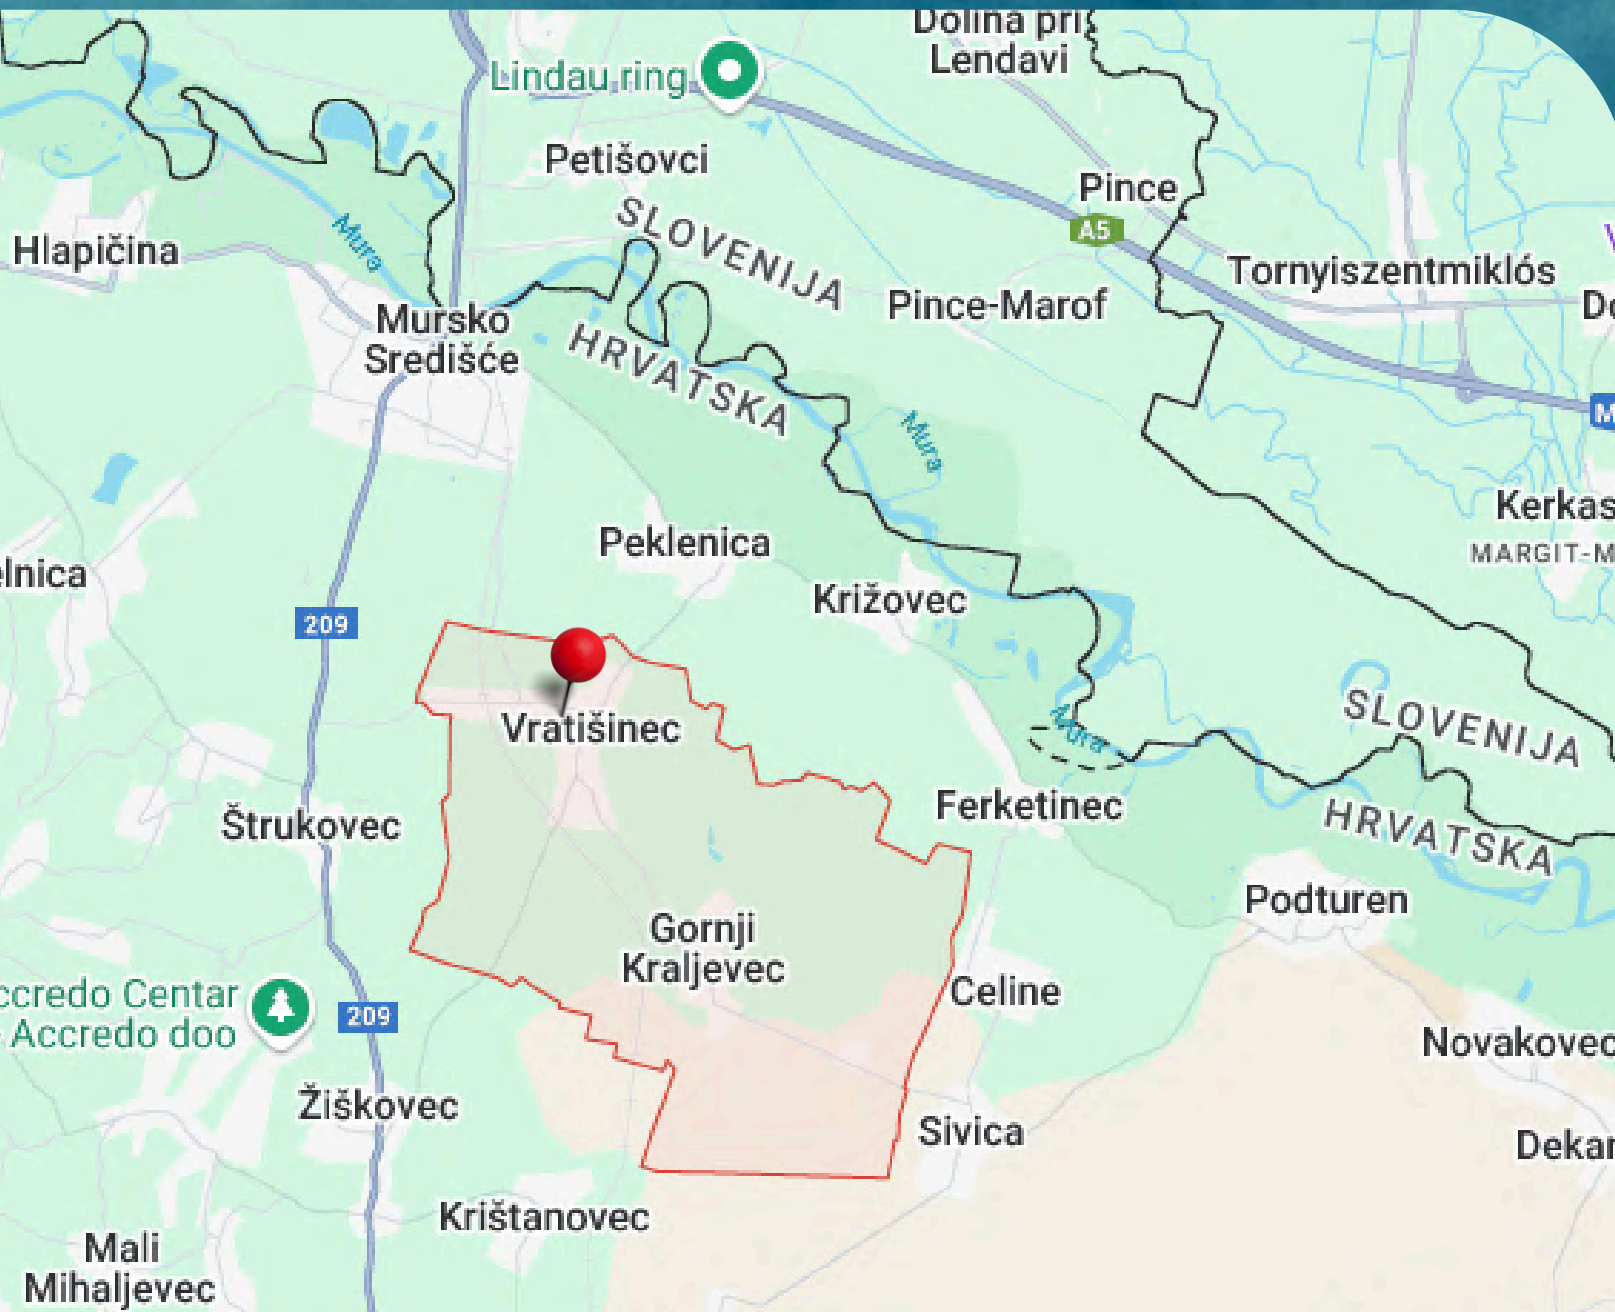 Dolina pri
Lendavi
Lindau ring
Petišovci
Pince
SLOVENIJA
A5
Hlapičina
Mura
Tornyiszentmiklós
Pince-Marof
Mursko
Središće
HRVATSKA
Mura
Kerkas
MARGIT-M
Peklenica
elnica
Križovec
209
SLOVENIJA
Mura
Vratišinec
Ferketinec
Štrukovec
HRVATSKA
Podturen
Gornji
Kraljevec
Celine
ccredo Centar
Accredo doo
209
Novakovec
Žiškovec
Sivica
Dekan
Krištanovec
Mali
Mihaljevec